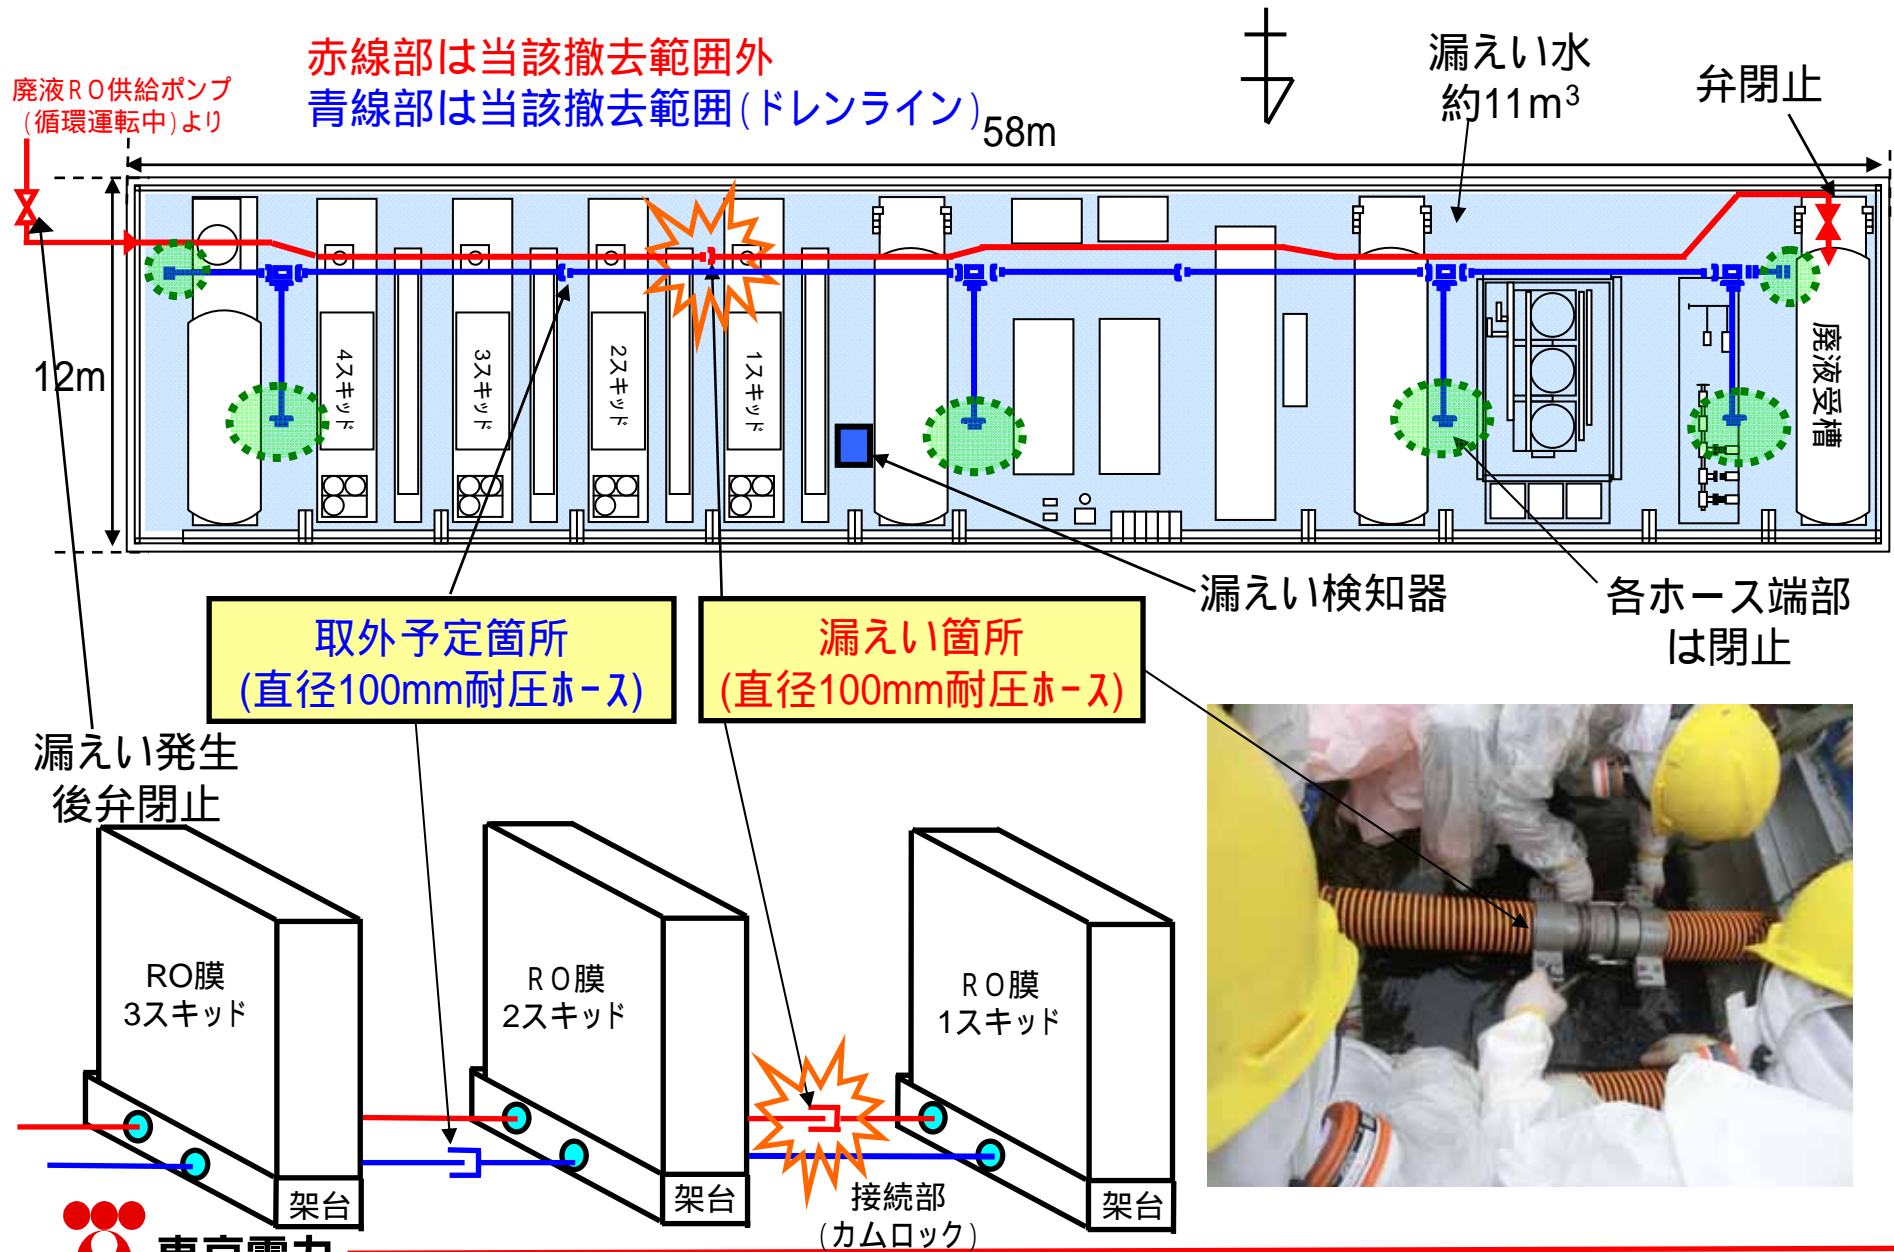 赤線部は当該撤去範囲外
青線部は当該撤去範囲(ドレンライン)
廃液RO供給ポンプ
(循環運転中)より
58m
漏えい水
約11m³
弁閉止
12m
4スキッド
3スキッド
2スキッド
1スキッド
廃液受槽
取外予定箇所
(直径100mm耐圧ホース)
漏えい箇所
(直径100mm耐圧ホース)
漏えい検知器
各ホース端部
は閉止
漏えい発生
後弁閉止
RO膜
3スキッド
架台
RO膜
2スキッド
架台
RO膜
1スキッド
架台
接続部
(カムロック)
東京電力